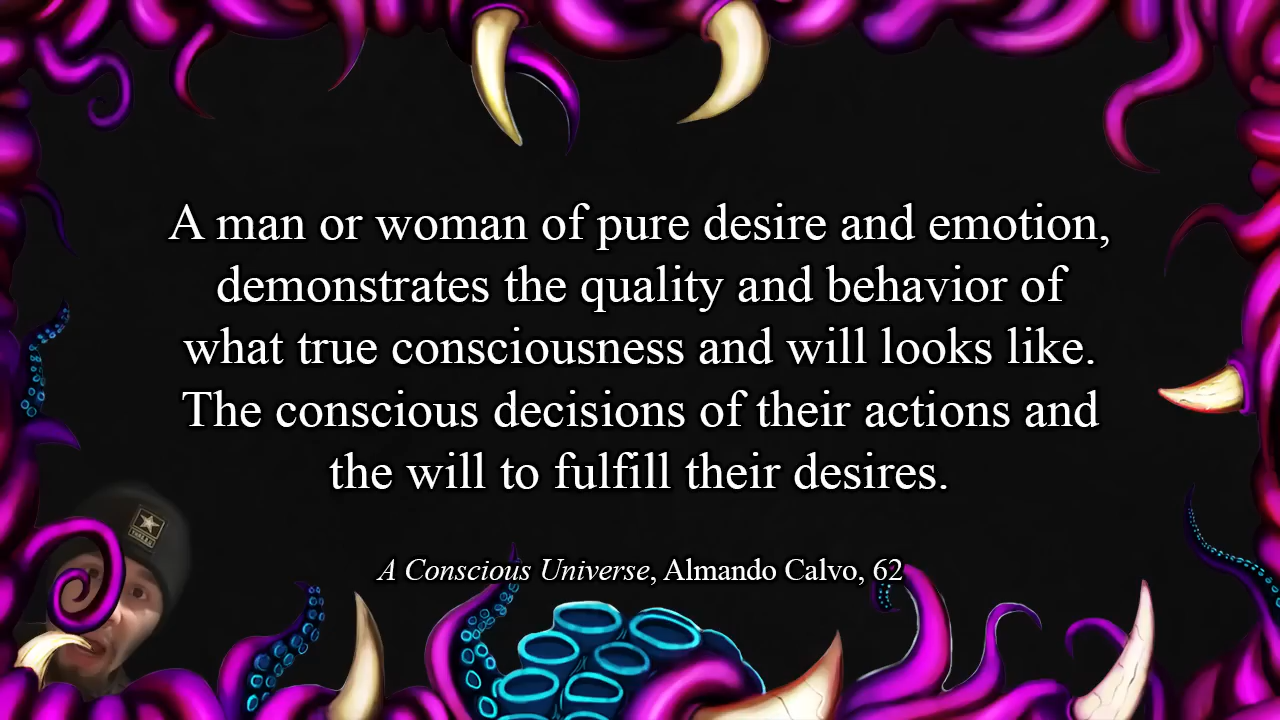 A man or woman of pure desire and emotion,
demonstrates the quality and behavior of
what true consciousness and will looks like.
The conscious decisions of their actions and
the will to fulfill their desires.
A Conscious Universe, Almando Calvo, 62